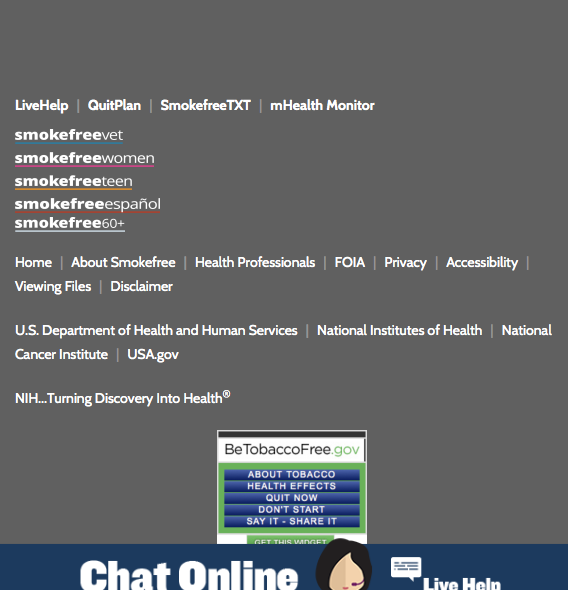 LiveHelp | QuitPlan | SmokefreeTXT | mHealth Monitor
smokefreevet
smokefreewomen
smokefreeteen
smokefreeespañol
smokefree60+
Home | About Smokefree | Health Professionals | FOIA | Privacy | Accessibility |
Viewing Files | Disclaimer
U.S. Department of Health and Human Services | National Institutes of Health | National
Cancer Institute | USA.gov
NIH...Turning Discovery Into Health®
BeTobaccoFree.gov
ABOUT TOBACCO
HEALTH EFFECTS
QUIT NOW
DON'T START
SAY IT - SHARE IT
GET THIS WIDGET
Chat Online
Live Help